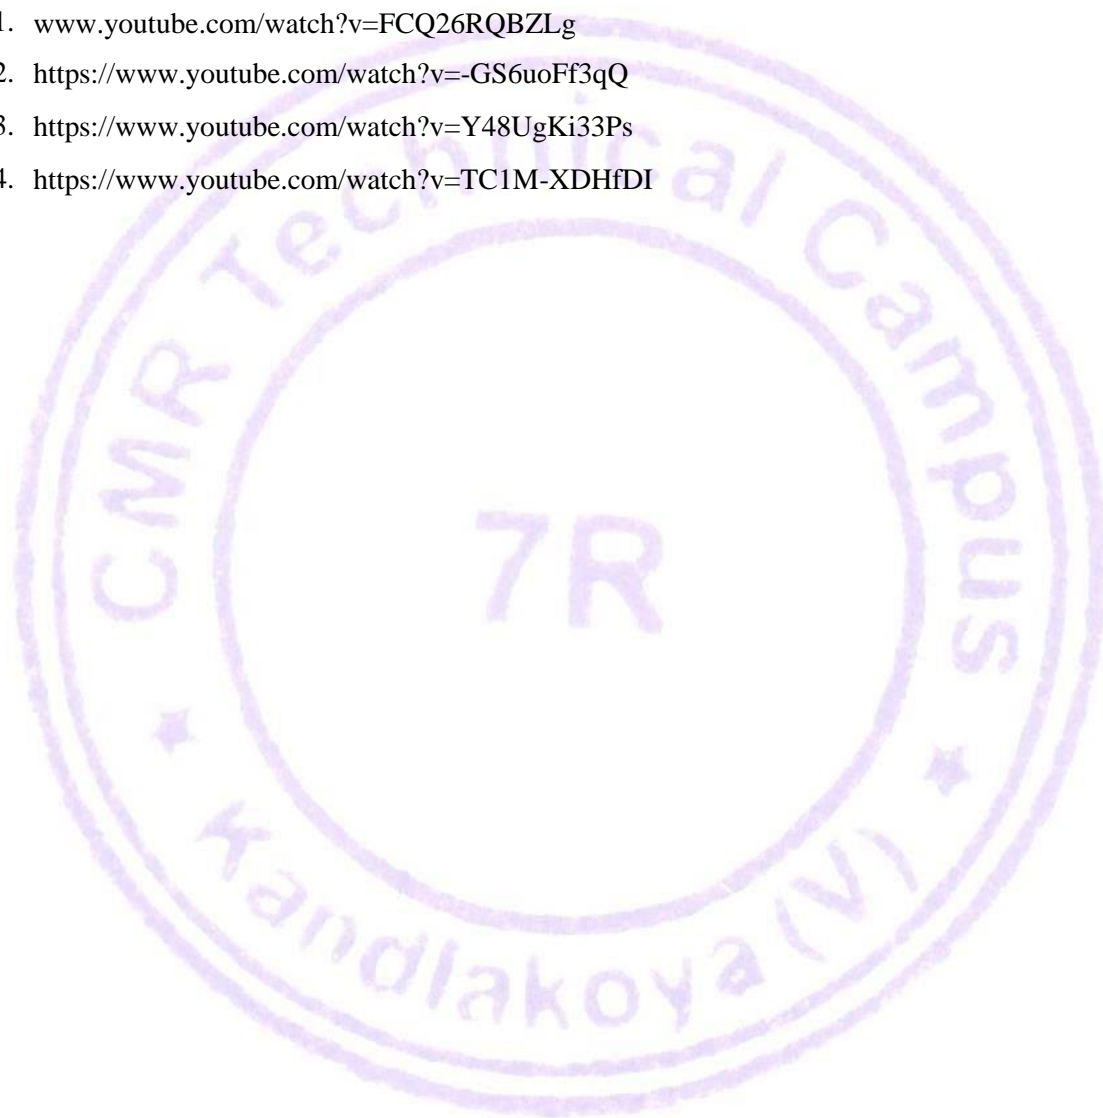 1. www.youtube.com/watch?v=FCQ26RQBZLg
2. https://www.youtube.com/watch?v=-GS6uoFf3qQ
3. https://www.youtube.com/watch?v=Y48UgKi33Ps
4. https://www.youtube.com/watch?v=TC1M-XDHfDI
CMR Technical Campus
7R
Kandlakoya (V)